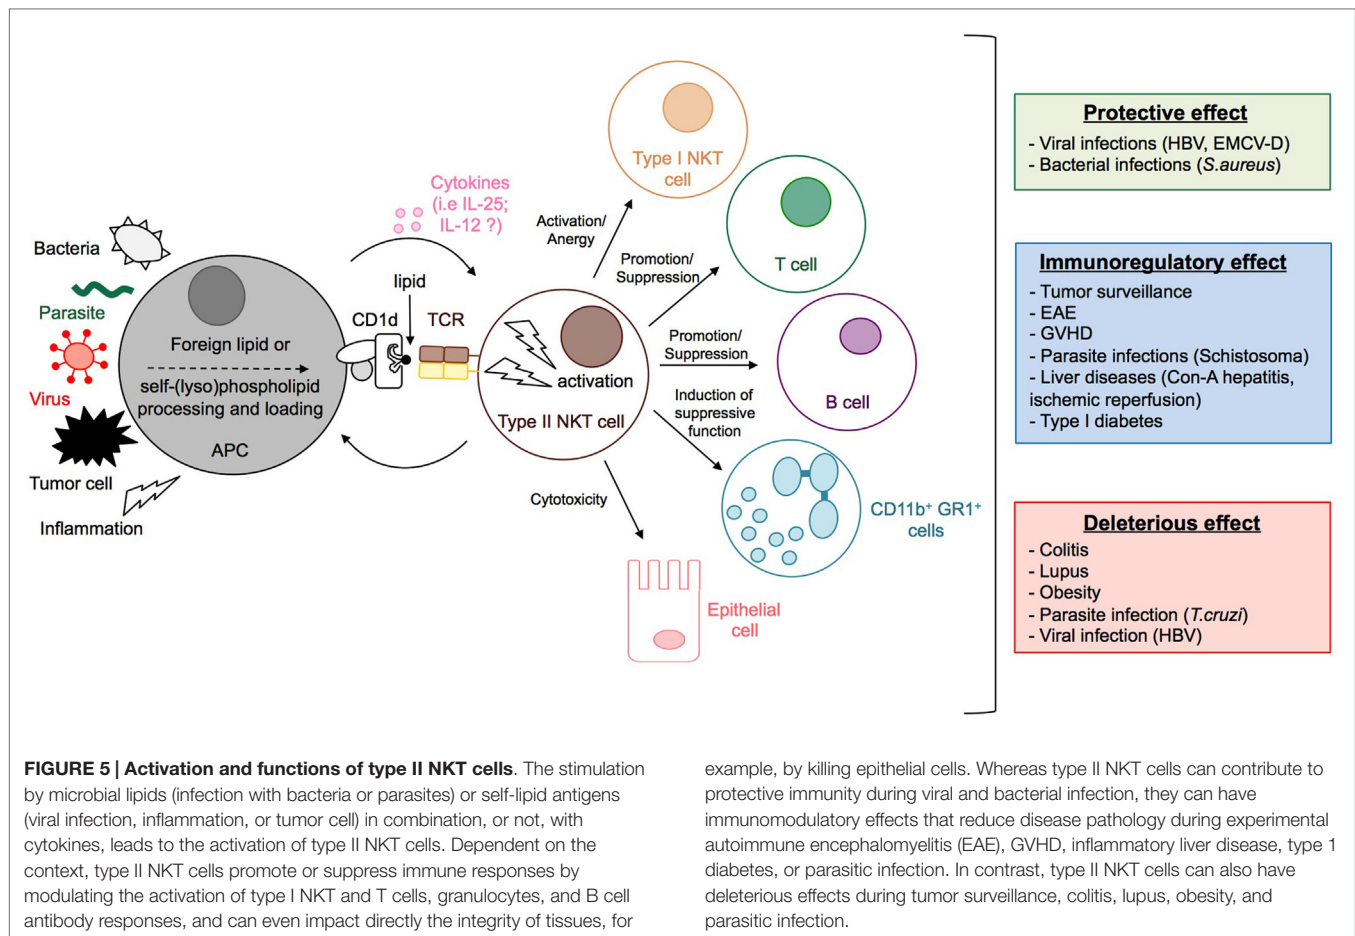 Bacteria
Parasite
Virus
Tumor cell
Inflammation
Foreign lipid or
self-(lyso)phospholipid
processing and loading
APC
Cytokines
(i.e IL-25;
IL-12 ?)
lipid
CD1d
TCR
activation
Type II NKT cell
Activation/
Anergy
Type I NKT
cell
Promotion/
Suppression
T cell
Promotion/
Suppression
B cell
Induction of
suppressive
function
CD11b⁺ GR1⁺
cells
Cytotoxicity
Epithelial
cell
Protective effect
- Viral infections (HBV, EMCV-D)
- Bacterial infections (S.aureus)
Immunoregulatory effect
- Tumor surveillance
- EAE
- GVHD
- Parasite infections (Schistosoma)
- Liver diseases (Con-A hepatitis,
ischemic reperfusion)
- Type I diabetes
Deleterious effect
- Colitis
- Lupus
- Obesity
- Parasite infection (T.cruzi)
- Viral infection (HBV)
FIGURE 5 | Activation and functions of type II NKT cells. The stimulation
by microbial lipids (infection with bacteria or parasites) or self-lipid antigens
(viral infection, inflammation, or tumor cell) in combination, or not, with
cytokines, leads to the activation of type II NKT cells. Dependent on the
context, type II NKT cells promote or suppress immune responses by
modulating the activation of type I NKT and T cells, granulocytes, and B cell
antibody responses, and can even impact directly the integrity of tissues, for
example, by killing epithelial cells. Whereas type II NKT cells can contribute to
protective immunity during viral and bacterial infection, they can have
immunomodulatory effects that reduce disease pathology during experimental
autoimmune encephalomyelitis (EAE), GVHD, inflammatory liver disease, type 1
diabetes, or parasitic infection. In contrast, type II NKT cells can also have
deleterious effects during tumor surveillance, colitis, lupus, obesity, and
parasitic infection.